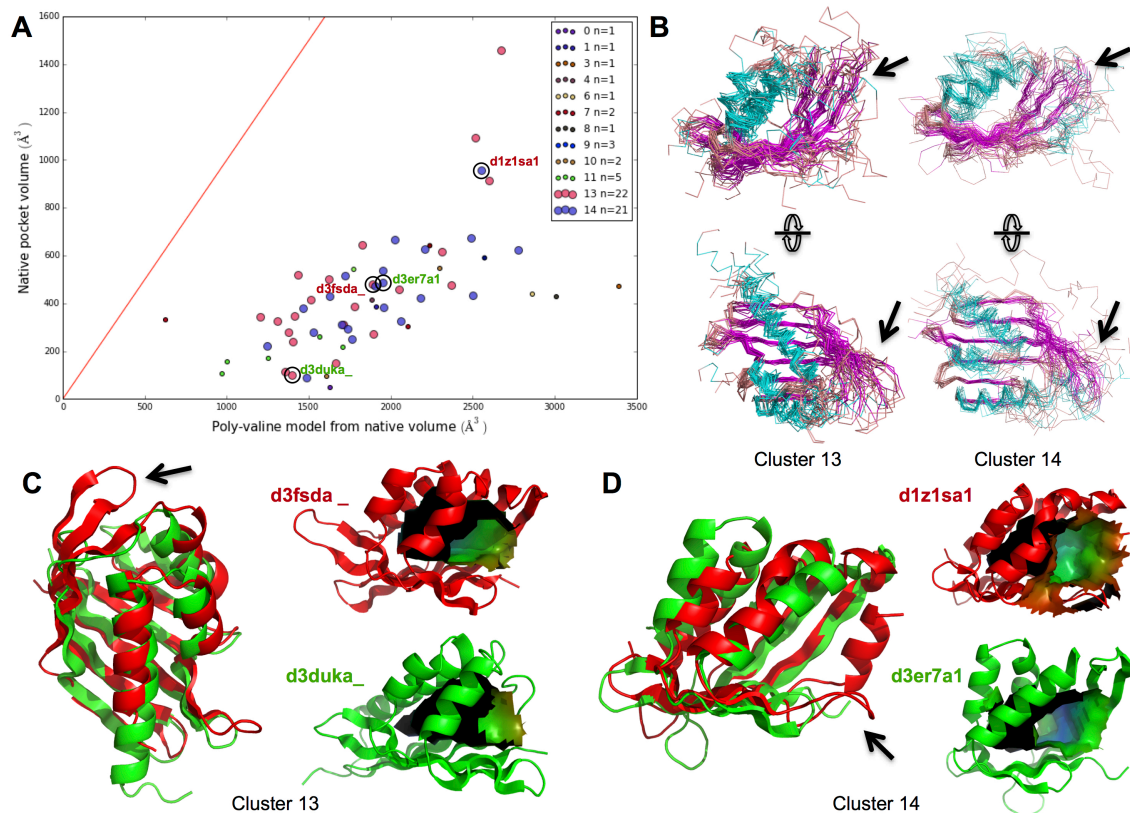 A
B
1600
1400
1200
1000
800
600
400
200
0
0
500
1000
1500
2000
2500
3000
3500
Native pocket volume (Å³)
Poly-valine model from native volume (Å³)
0 n=1
1 n=1
3 n=1
4 n=1
6 n=1
7 n=2
8 n=1
9 n=3
10 n=2
11 n=5
13 n=22
14 n=21
d1z1sa1
d3er7a1
d3fsda_
d3duka_
Cluster 13
Cluster 14
C
d3fsda _
d3duka_
Cluster 13
D
d1z1sa1
d3er7a1
Cluster 14